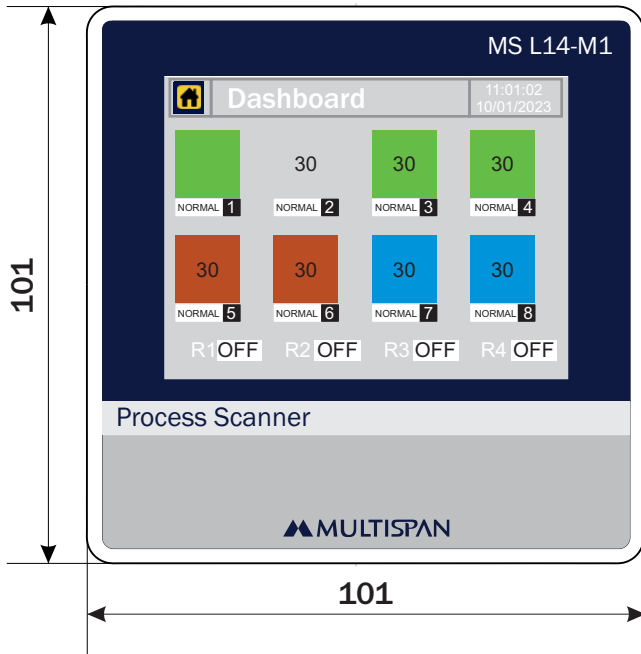 MS L14-M1
Dashboard
11:01:02
10/01/2023
30 30 30
NORMAL 1 NORMAL 2 NORMAL 3 NORMAL 4
30 30 30 30
NORMAL 5 NORMAL 6 NORMAL 7 NORMAL 8
R1 OFF R2 OFF R3 OFF R4 OFF
101
Process Scanner
MULTISPAN
101